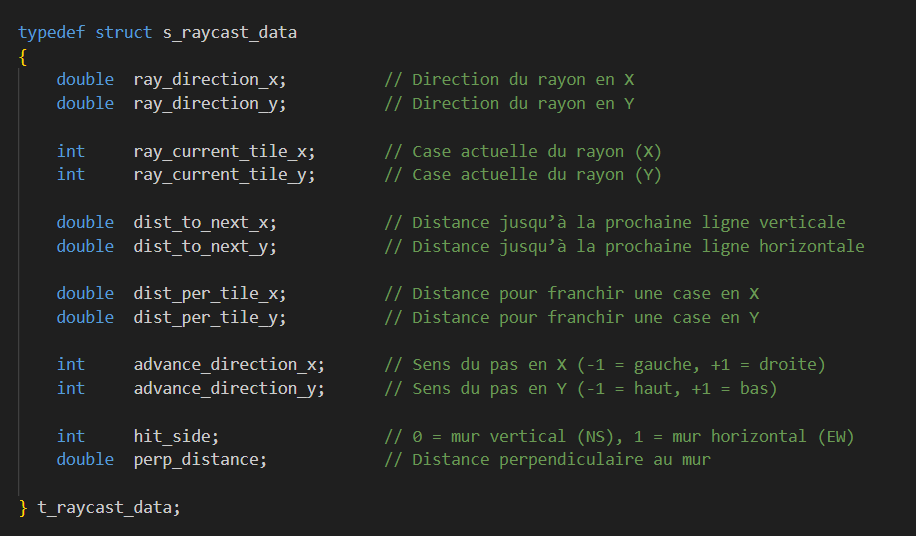 typedef struct s_raycast_data
{
    double  ray_direction_x;          // Direction du rayon en X
    double  ray_direction_y;          // Direction du rayon en Y

    int     ray_current_tile_x;       // Case actuelle du rayon (X)
    int     ray_current_tile_y;       // Case actuelle du rayon (Y)

    double  dist_to_next_x;           // Distance jusqu’à la prochaine ligne verticale
    double  dist_to_next_y;           // Distance jusqu’à la prochaine ligne horizontale

    double  dist_per_tile_x;          // Distance pour franchir une case en X
    double  dist_per_tile_y;          // Distance pour franchir une case en Y

    int     advance_direction_x;      // Sens du pas en X (-1 = gauche, +1 = droite)
    int     advance_direction_y;      // Sens du pas en Y (-1 = haut, +1 = bas)

    int     hit_side;                 // 0 = mur vertical (NS), 1 = mur horizontal (EW)
    double  perp_distance;            // Distance perpendiculaire au mur

} t_raycast_data;